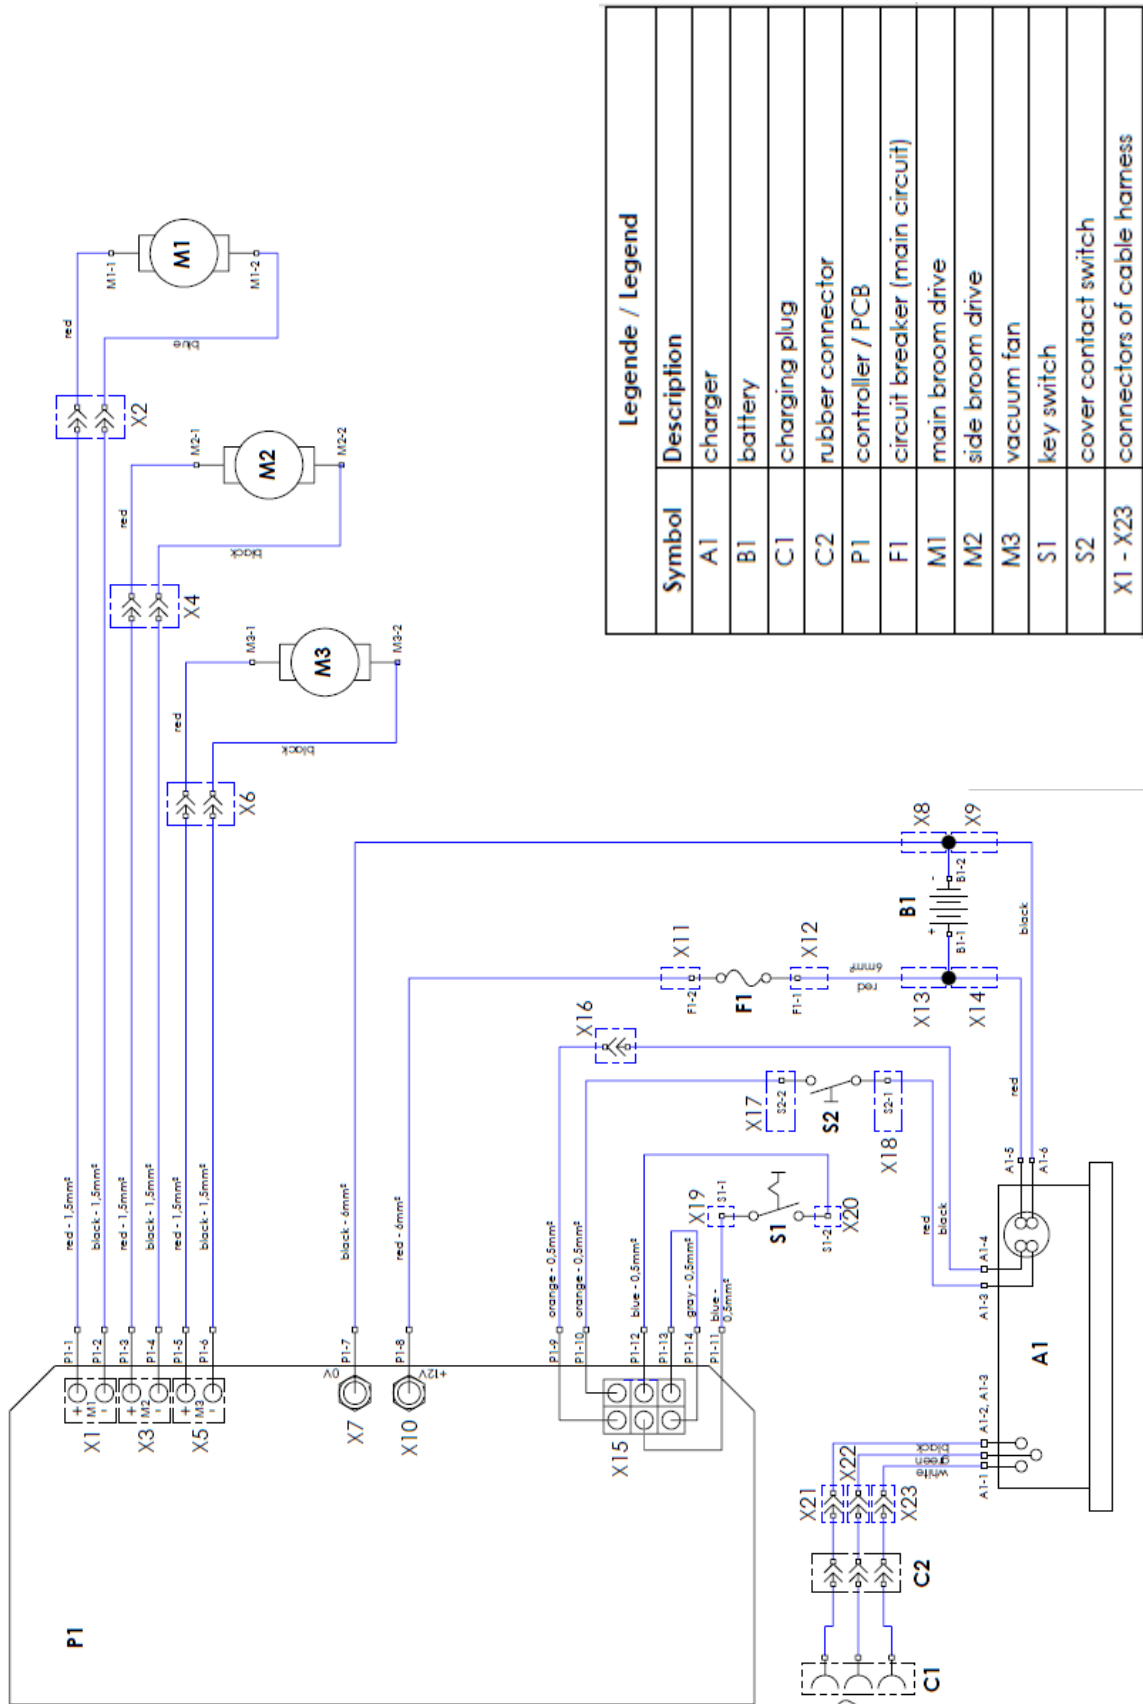 P1
X1
X3
X5
X7
X10
X15
+ M1 -
+ M2 -
+ M3 -
0V
+12V
P1-1
P1-2
P1-3
P1-4
P1-5
P1-6
P1-7
P1-8
P1-9
P1-10
P1-12
P1-13
P1-14
P1-11
red - 1,5mm²
black - 1,5mm²
red - 1,5mm²
black - 1,5mm²
red - 1,5mm²
black - 1,5mm²
black - 6mm²
red - 6mm²
orange - 0,5mm²
orange - 0,5mm²
blue - 0,5mm²
gray - 0,5mm²
blue -
0,5mm²
X2
red
blue
M1-1
M1
M1-2
X4
red
black
M2-1
M2
M2-2
X6
red
black
M3-1
M3
M3-2
X16
X17
S2-2
S2
S2-1
X18
X19
S1-1
S1
S1-2
X20
X11
F1-2
F1
F1-1
X12
red
6mm²
X13
X14
B1
+
-
B1-1
B1-2
X8
X9
black
red
red
black
A1-3
A1-4
A1-5
A1-6
A1
A1-1
A1-2, A1-3
white
green
black
X21
X22
X23
C2
C1
Legende / Legend
Symbol Description
A1 charger
B1 battery
C1 charging plug
C2 rubber connector
P1 controller / PCB
F1 circuit breaker (main circuit)
M1 main broom drive
M2 side broom drive
M3 vacuum fan
S1 key switch
S2 cover contact switch
X1 - X23 connectors of cable harness